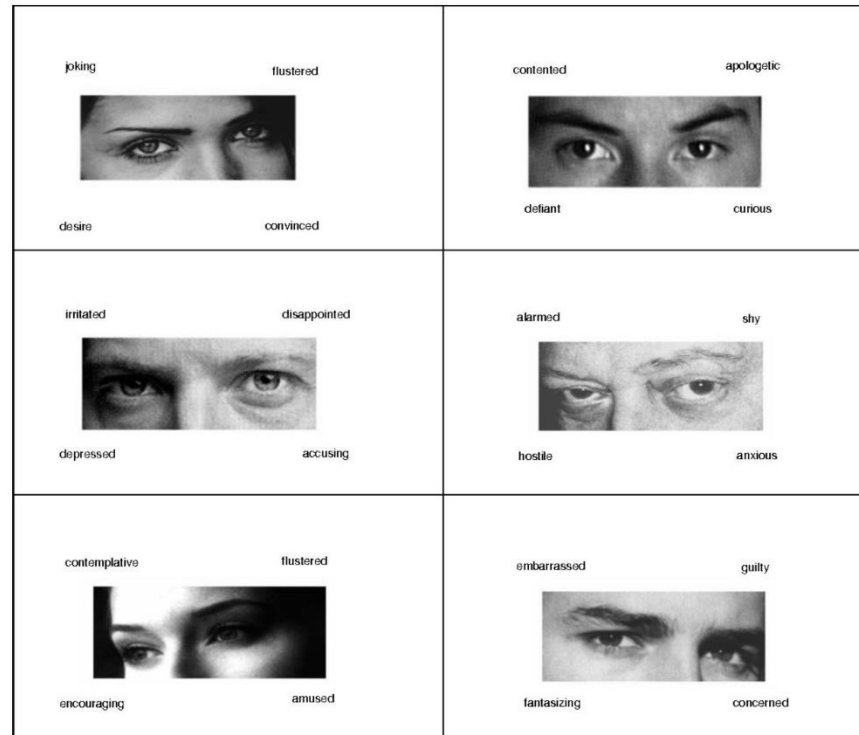 joking flustered
desire convinced
contented apologetic
defiant curious
irritated disappointed
depressed accusing
alarmed shy
hostile anxious
contemplative flustered
encouraging amused
embarrassed guilty
fantasizing concerned